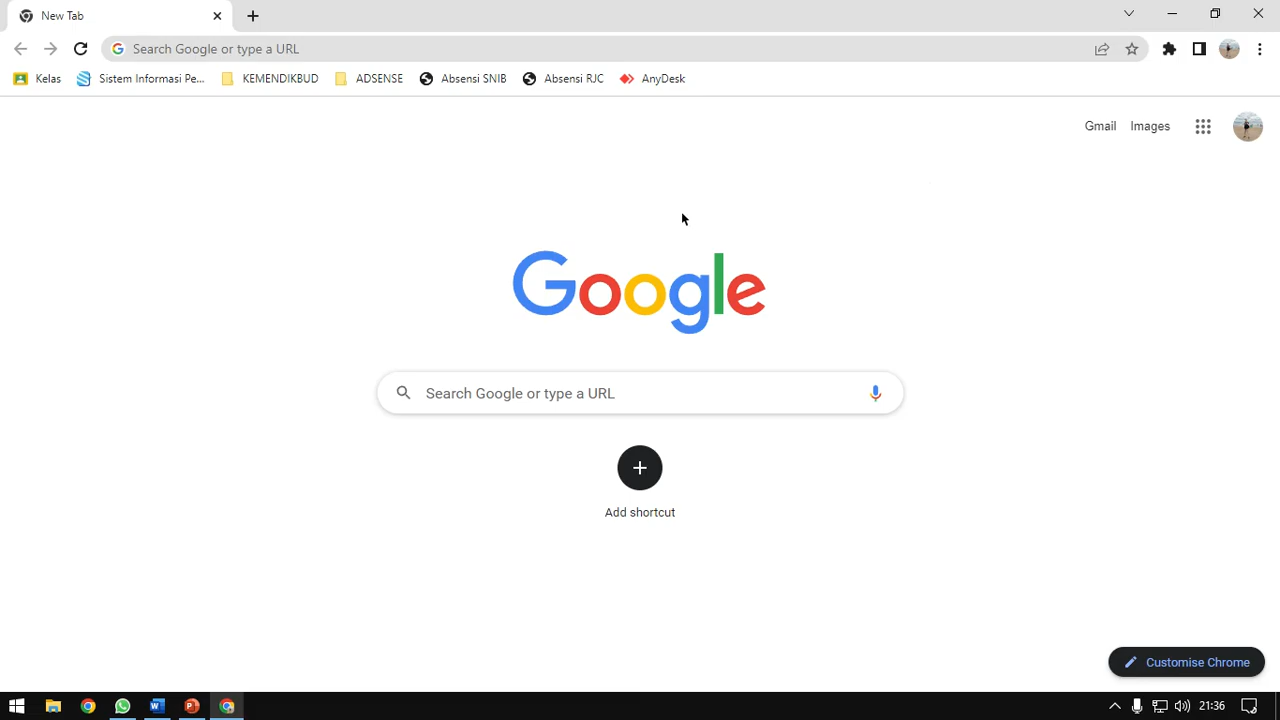 New Tab
Search Google or type a URL
Kelas Sistem Informasi Pe... KEMENDIKBUD ADSENSE Absensi SNIB Absensi RJC AnyDesk
Gmail Images
Google
Search Google or type a URL
Add shortcut
Customise Chrome
21:36